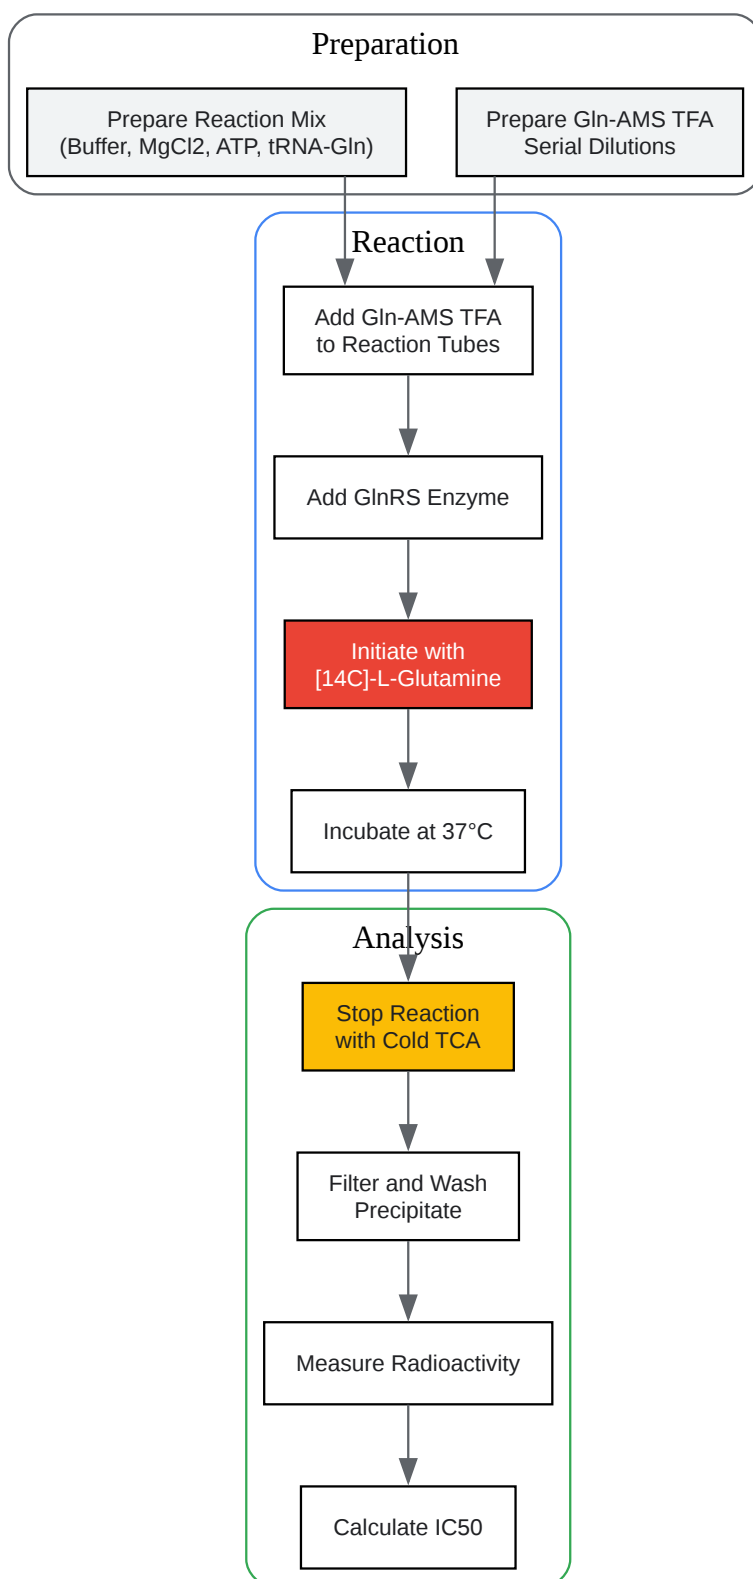 Preparation
Prepare Reaction Mix
(Buffer, MgCl2, ATP, tRNA-Gln)
Prepare Gln-AMS TFA
Serial Dilutions
Reaction
Add Gln-AMS TFA
to Reaction Tubes
Add GlnRS Enzyme
Initiate with
[14C]-L-Glutamine
Incubate at 37°C
Analysis
Stop Reaction
with Cold TCA
Filter and Wash
Precipitate
Measure Radioactivity
Calculate IC50